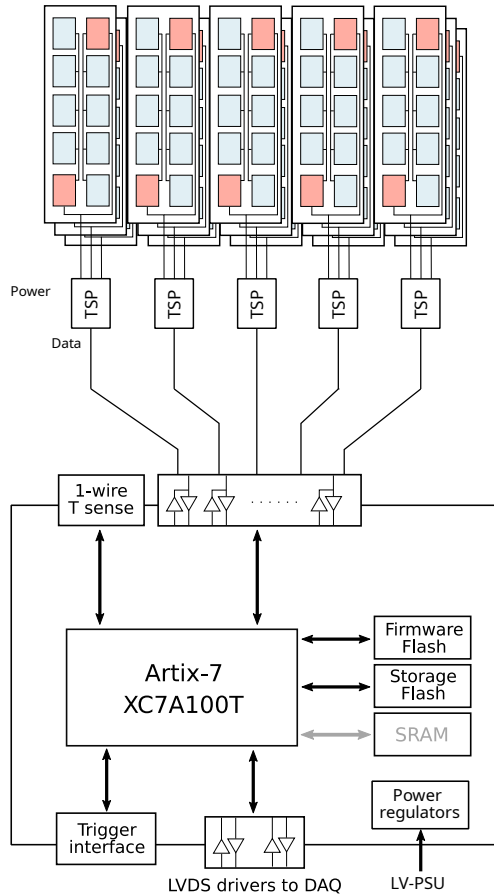 Power
TSP
TSP
TSP
TSP
TSP
Data
1-wire
T sense
. . . . . .
Artix-7
XC7A100T
Firmware
Flash
Storage
Flash
SRAM
Trigger
interface
Power
regulators
LVDS drivers to DAQ
LV-PSU